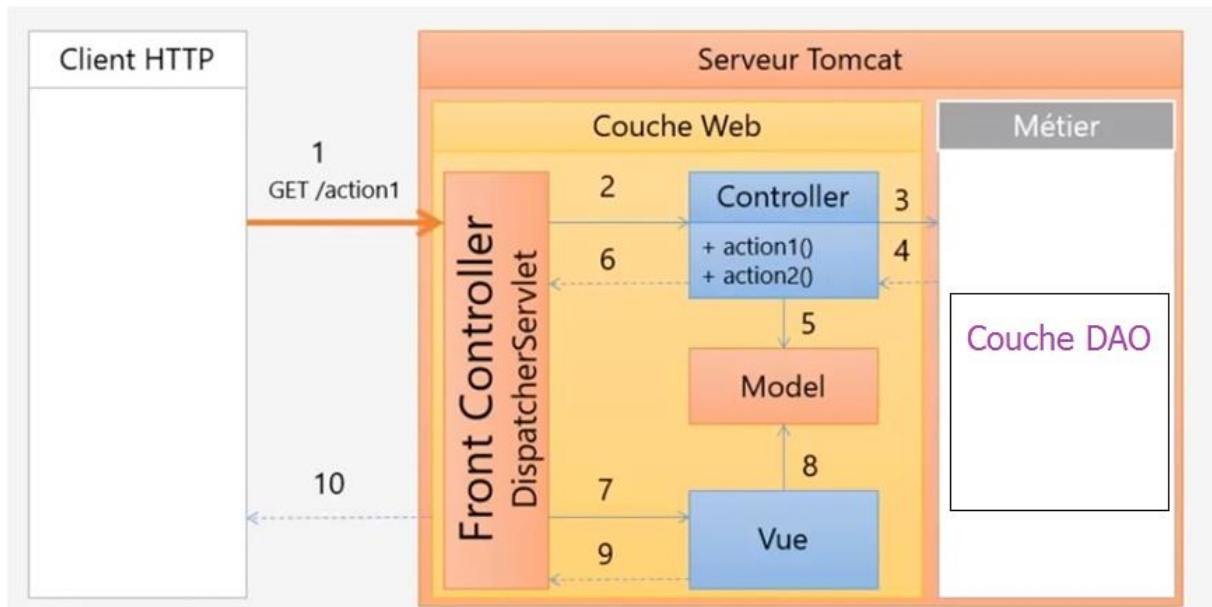 Client HTTP
Serveur Tomcat
Couche Web
Métier
1
GET /action1
2
Controller
3
+ action1()
4
+ action2()
6
Front Controller
DispatcherServlet
5
Couche DAO
Model
8
10
7
Vue
9